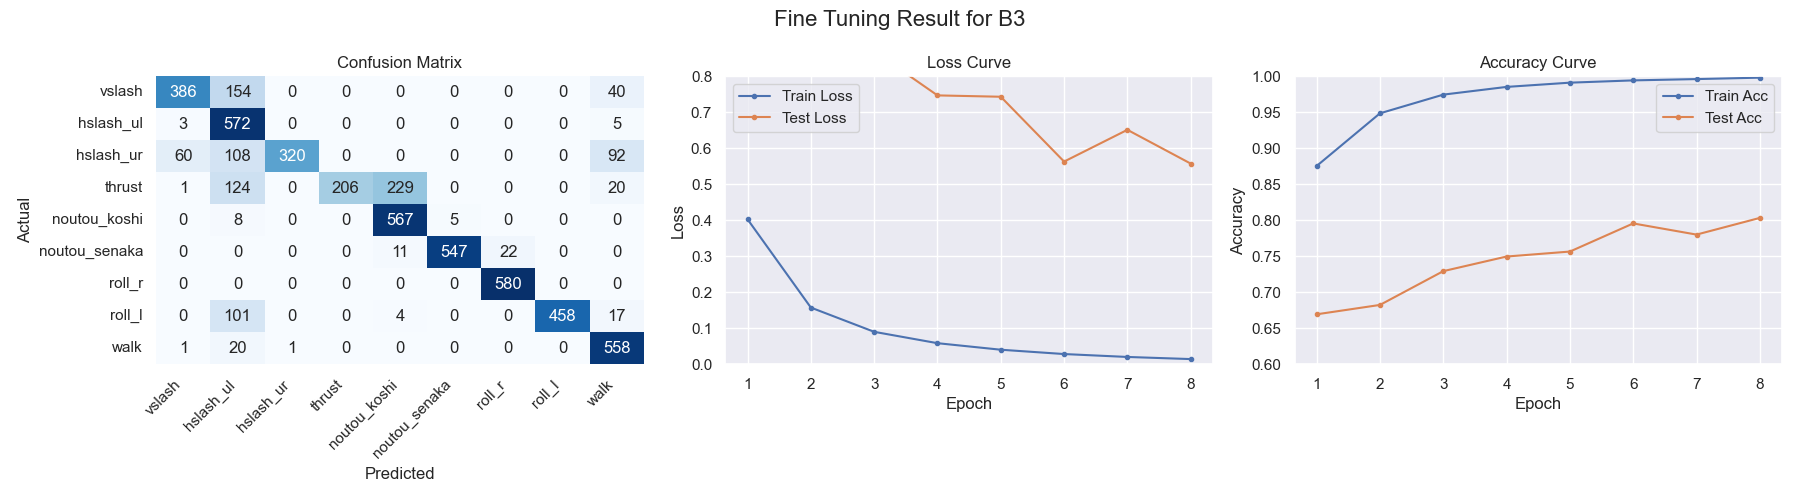 Fine Tuning Result for B3
Confusion Matrix
Actual
vslash 386 154 0 0 0 0 0 0 40
hslash_ul 3 572 0 0 0 0 0 0 5
hslash_ur 60 108 320 0 0 0 0 0 92
thrust 1 124 0 206 229 0 0 0 20
noutou_koshi 0 8 0 0 567 5 0 0 0
noutou_senaka 0 0 0 0 11 547 22 0 0
roll_r 0 0 0 0 0 0 580 0 0
roll_l 0 101 0 0 4 0 0 458 17
walk 1 20 1 0 0 0 0 0 558
vslash hslash_ul hslash_ur thrust noutou_koshi noutou_senaka roll_r roll_l walk
Predicted
Loss Curve
Train Loss
Test Loss
Loss
0.8
0.7
0.6
0.5
0.4
0.3
0.2
0.1
0.0
1 2 3 4 5 6 7 8
Epoch
Accuracy Curve
Train Acc
Test Acc
Accuracy
1.00
0.95
0.90
0.85
0.80
0.75
0.70
0.65
0.60
1 2 3 4 5 6 7 8
Epoch